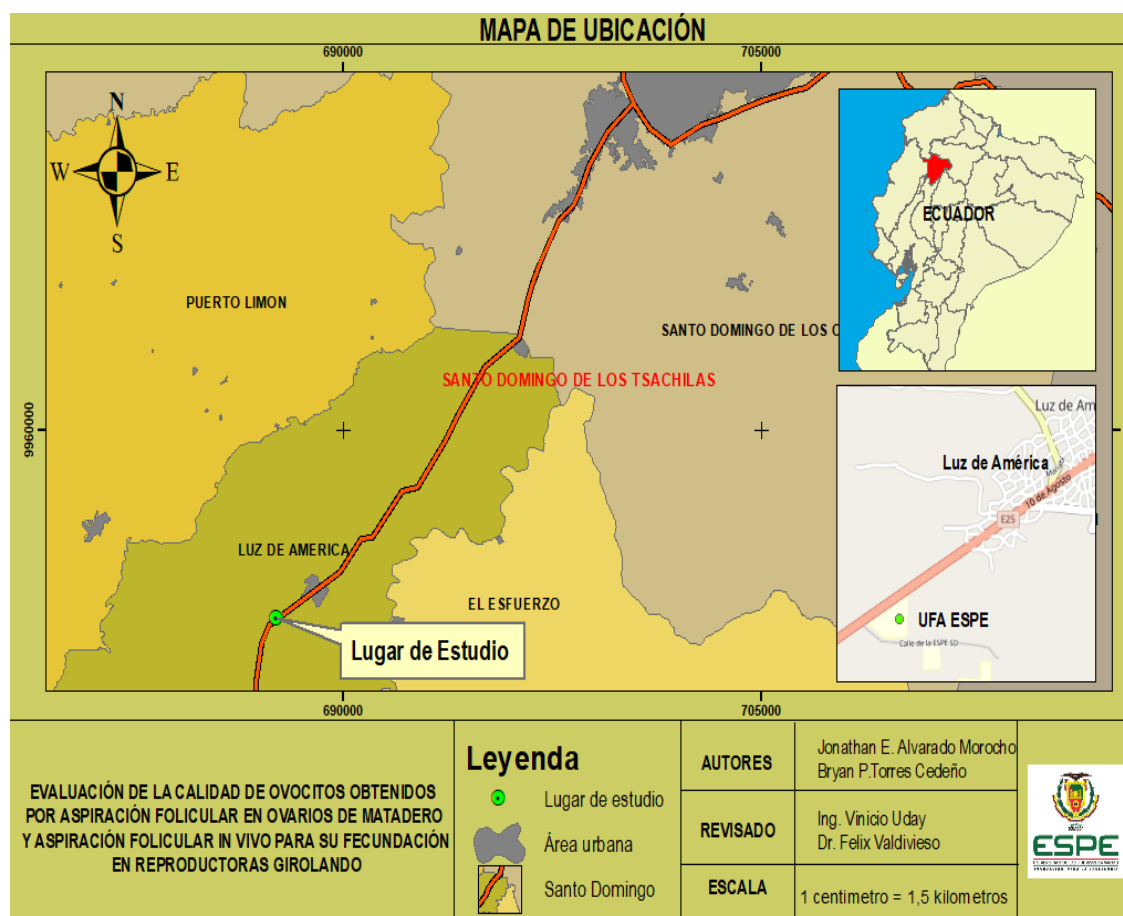 MAPA DE UBICACIÓN
690000
705000
N
W
E
S
PUERTO LIMON
SANTO DOMINGO DE LOS C
SANTO DOMINGO DE LOS TSACHILAS
9960000
LUZ DE AMERICA
EL ESFUERZO
Lugar de Estudio
ECUADOR
Luz de Am
Luz de América
10 de Agosto
E25
UFA ESPE
Calle de la ESPE SD
690000
705000
EVALUACIÓN DE LA CALIDAD DE OVOCITOS OBTENIDOS
POR ASPIRACIÓN FOLICULAR EN OVARIOS DE MATADERO
Y ASPIRACIÓN FOLICULAR IN VIVO PARA SU FECUNDACIÓN
EN REPRODUCTORAS GIROLANDO
Leyenda
Lugar de estudio
Área urbana
Santo Domingo
AUTORES
Jonathan E. Alvarado Morocho
Bryan P.Torres Cedeño
REVISADO
Ing. Vinicio Uday
Dr. Felix Valdivieso
ESCALA
1 centimetro = 1,5 kilometros
ESPE